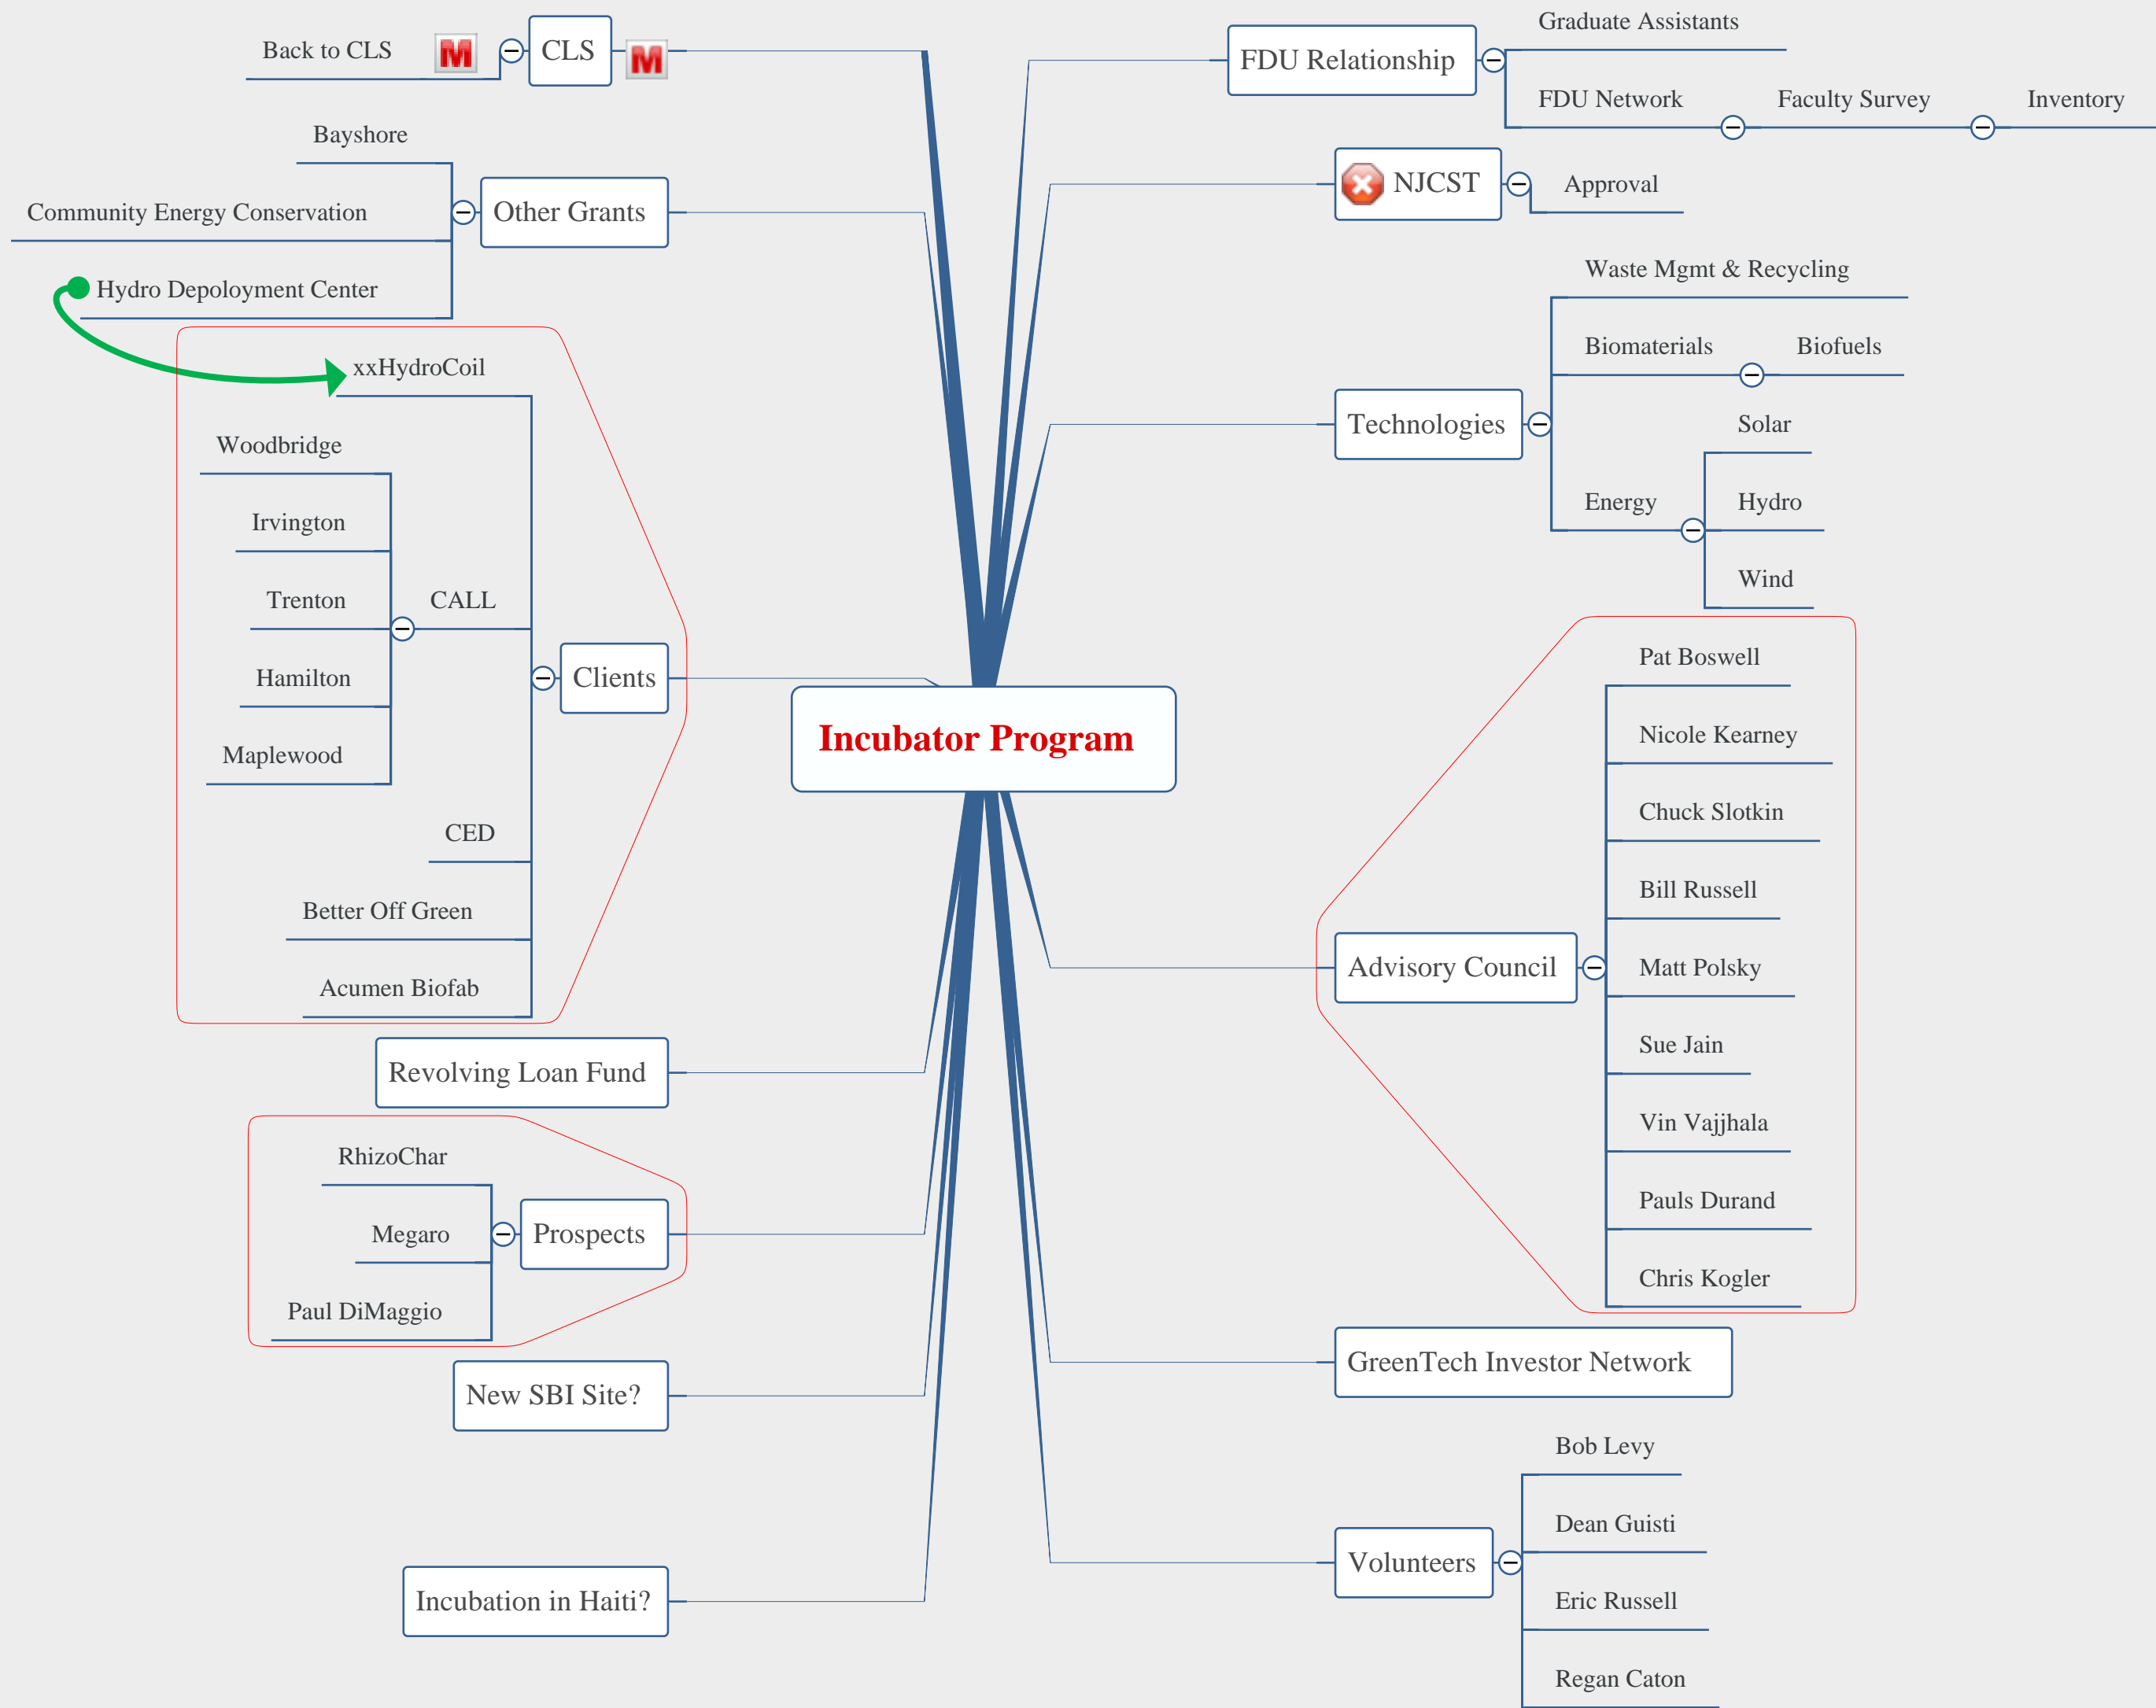 Incubator Program
FDU Relationship
Graduate Assistants
FDU Network
Faculty Survey
Inventory
NJCST
Approval
Technologies
Waste Mgmt & Recycling
Biomaterials
Biofuels
Energy
Solar
Hydro
Wind
Advisory Council
Pat Boswell
Nicole Kearney
Chuck Slotkin
Bill Russell
Matt Polsky
Sue Jain
Vin Vajjhala
Pauls Durand
Chris Kogler
GreenTech Investor Network
Volunteers
Bob Levy
Dean Guisti
Eric Russell
Regan Caton
CLS
M
Back to CLS
M
Other Grants
Bayshore
Community Energy Conservation
Hydro Depoloyment Center
Clients
xxHydroCoil
CALL
Woodbridge
Irvington
Trenton
Hamilton
Maplewood
CED
Better Off Green
Acumen Biofab
Revolving Loan Fund
Prospects
RhizoChar
Megaro
Paul DiMaggio
New SBI Site?
Incubation in Haiti?